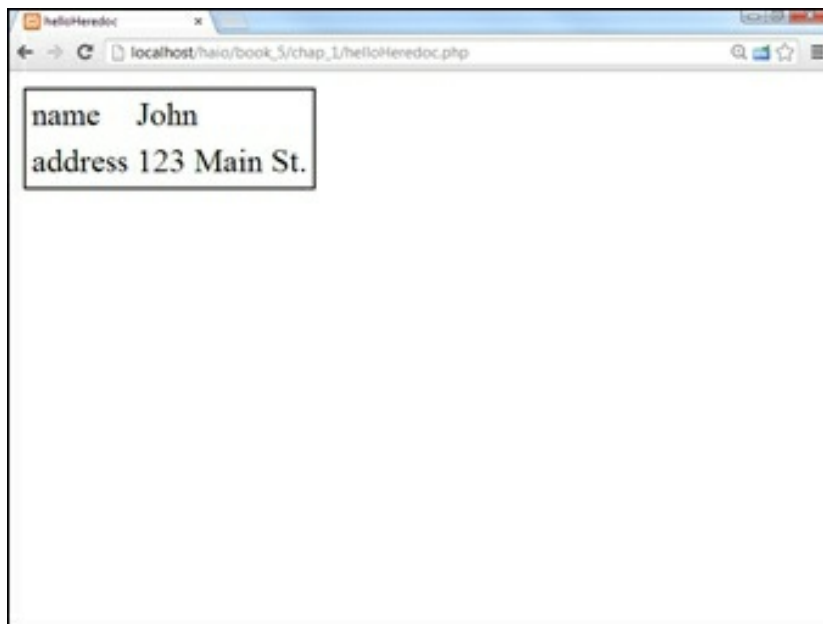 helloHeredoc
localhost/haio/book_5/chap_1/helloHeredoc.php
name John
address 123 Main St.